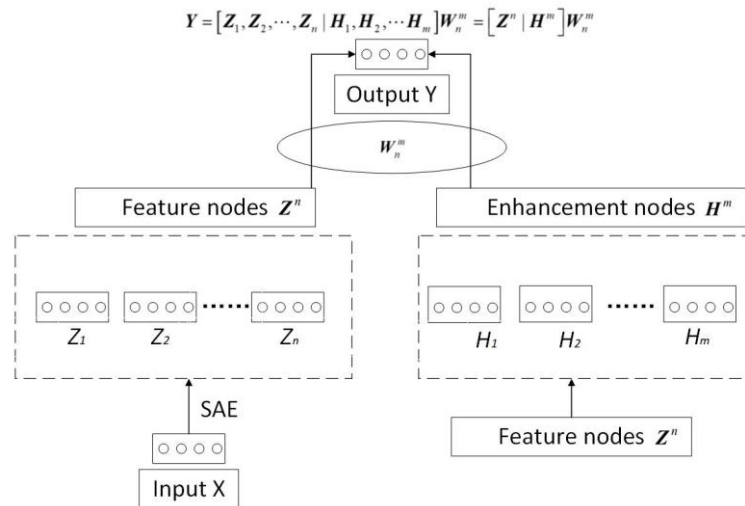 Y = [Z₁, Z₂, ⋯, Zₙ | H₁, H₂, ⋯ Hₘ]Wₙᵐ = [Zⁿ | Hᵐ]Wₙᵐ
Output Y
Wₙᵐ
Feature nodes Zⁿ
Enhancement nodes Hᵐ
Z₁ Z₂ ······ Zₙ
H₁ H₂ ······ Hₘ
SAE
Feature nodes Zⁿ
Input X